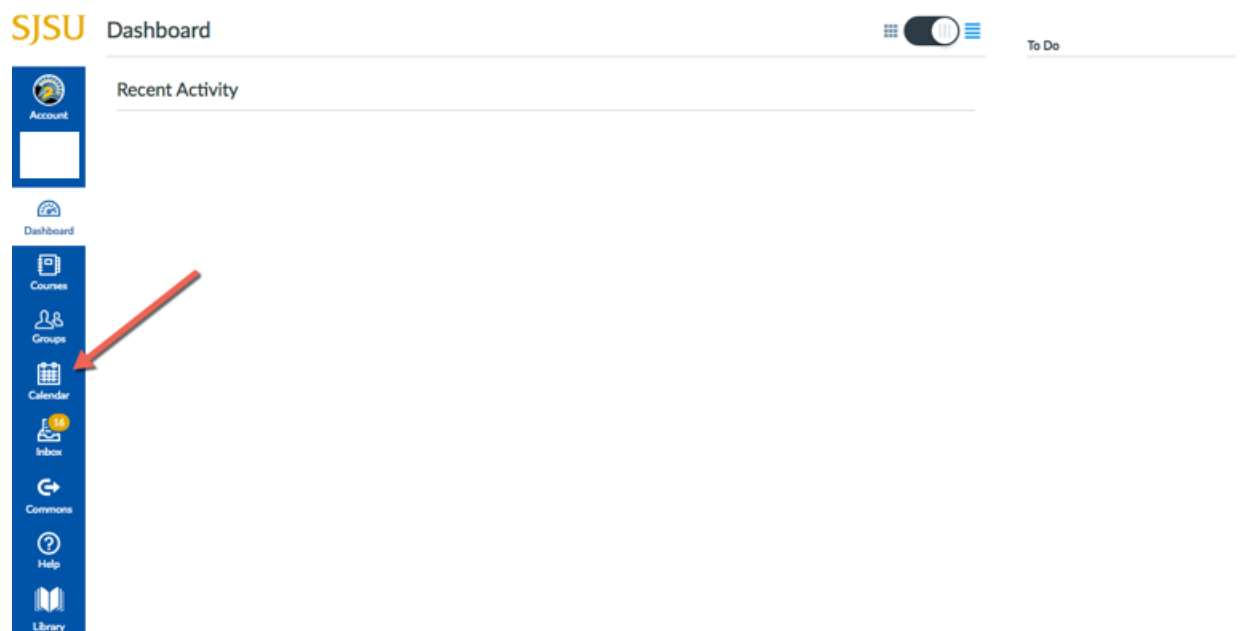 SJSU
Dashboard
To Do
Recent Activity
Account
Dashboard
Courses
Groups
Calendar
16
Inbox
Commons
Help
Library